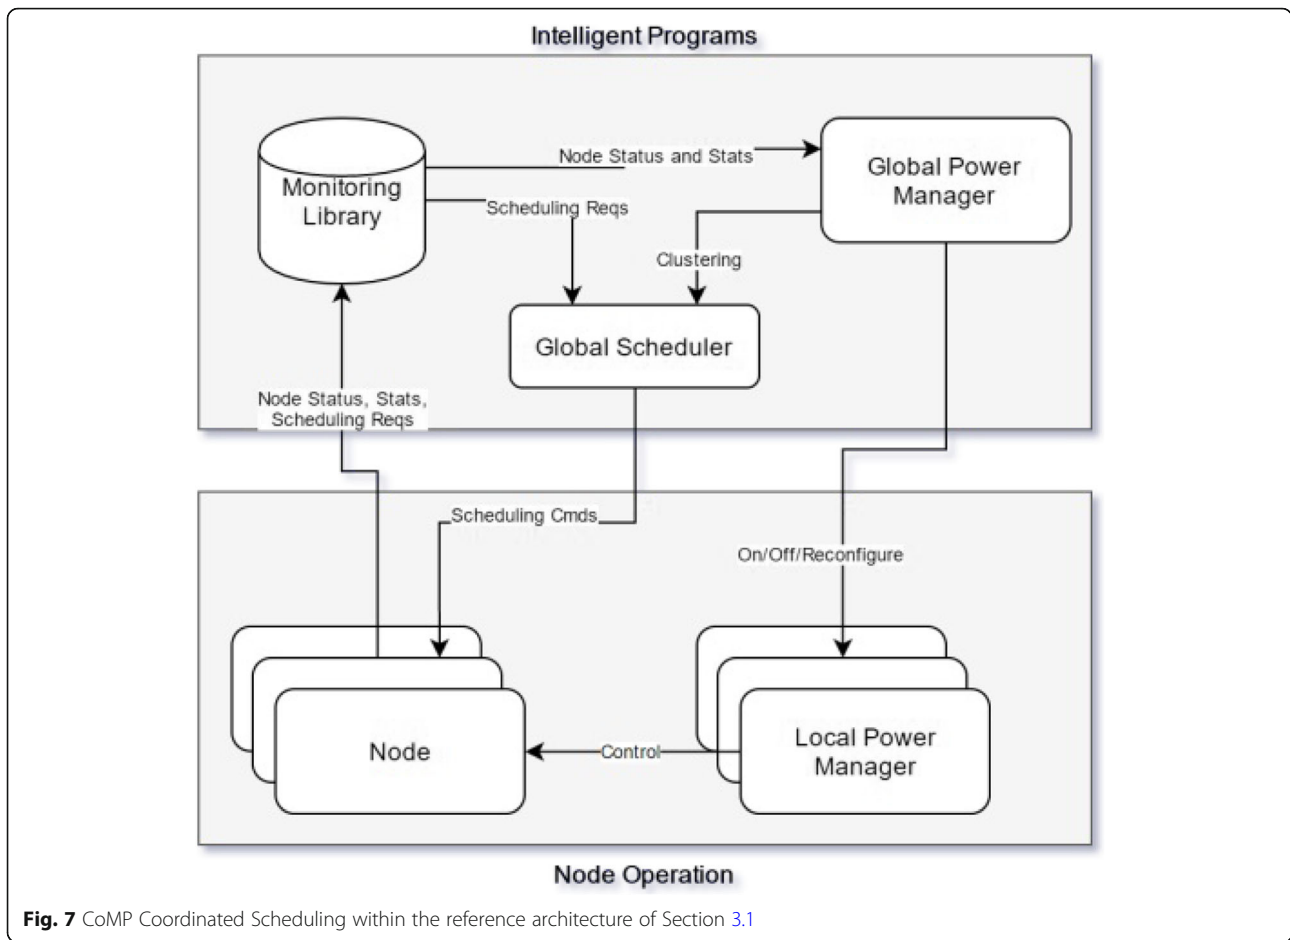 Intelligent Programs
Monitoring
Library
Node Status and Stats
Global Power
Manager
Scheduling Reqs
Clustering
Global Scheduler
Node Status, Stats,
Scheduling Reqs
Scheduling Cmds
On/Off/Reconfigure
Node
Control
Local Power
Manager
Node Operation
Fig. 7 CoMP Coordinated Scheduling within the reference architecture of Section 3.1